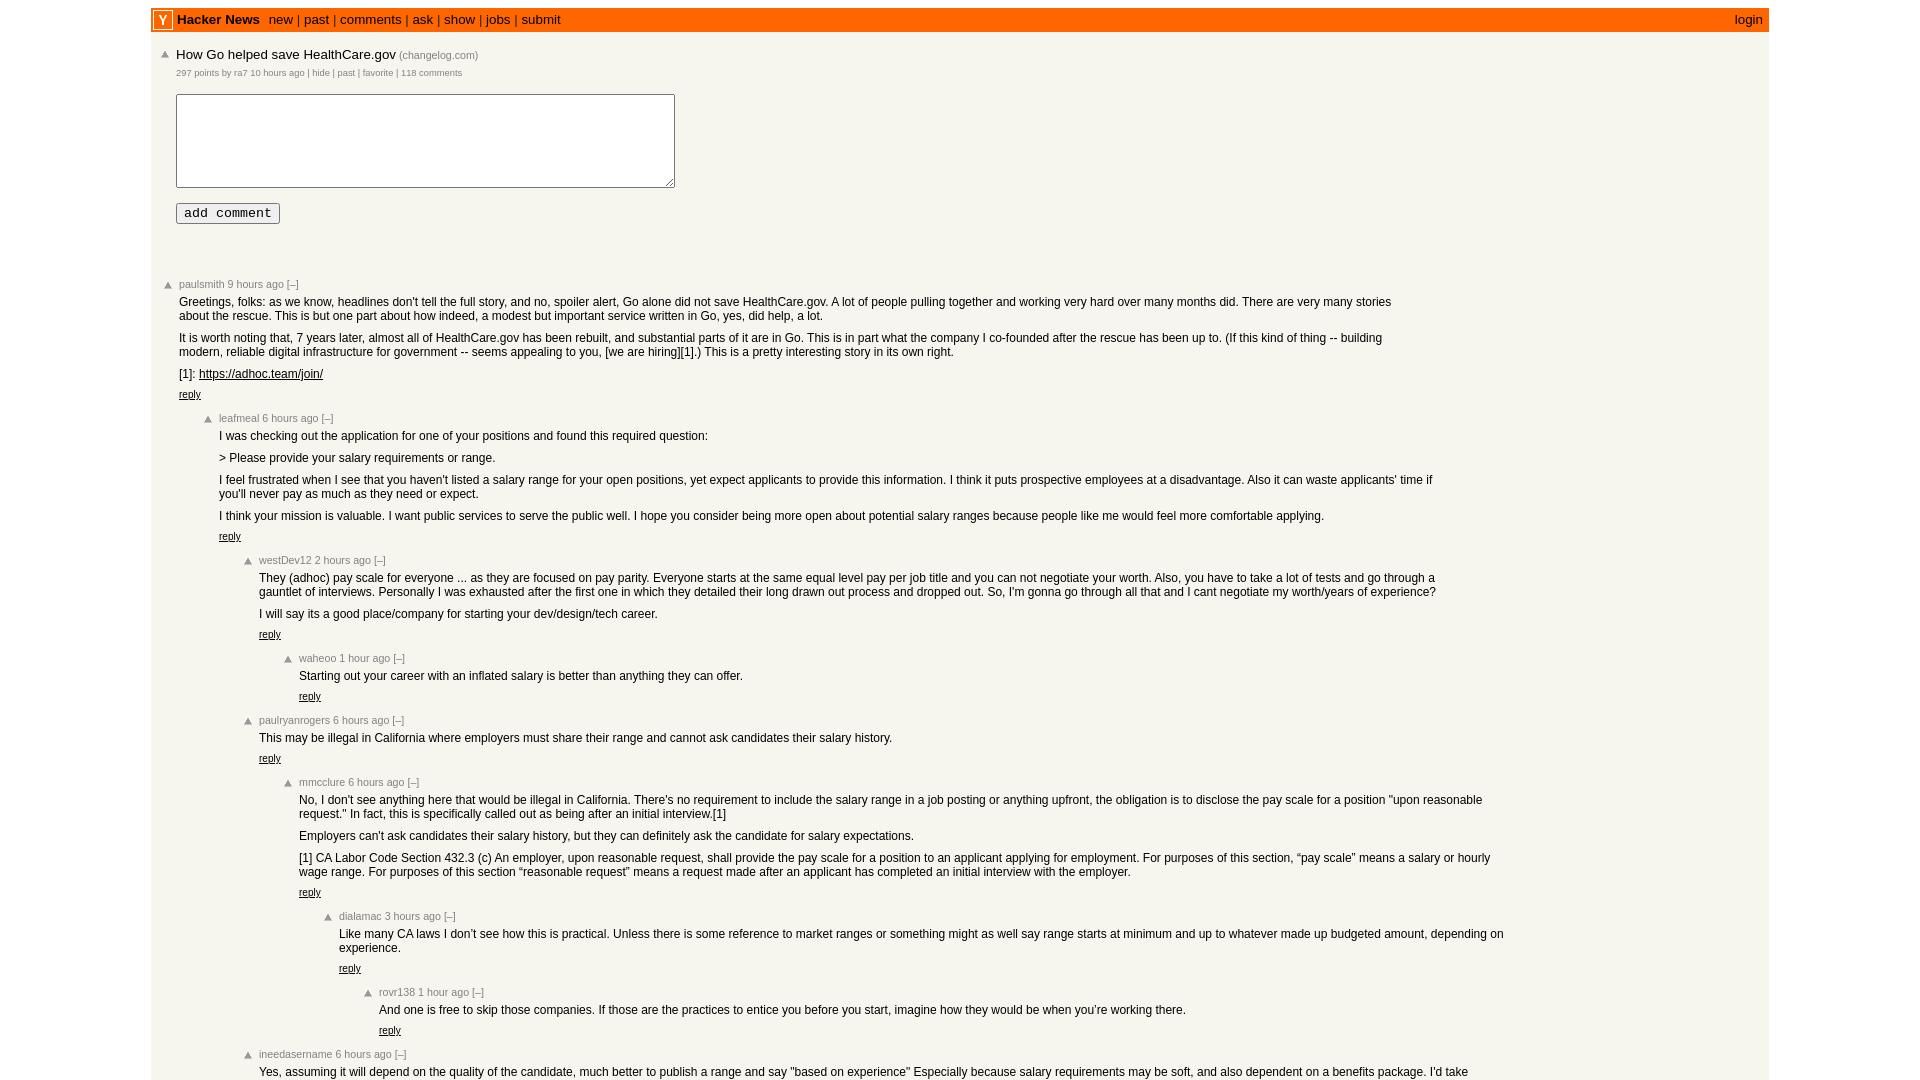 Y Hacker News new | past | comments | ask | show | jobs | submit login
How Go helped save HealthCare.gov (changelog.com)
297 points by ra7 10 hours ago | hide | past | favorite | 118 comments
add comment
paulsmith 9 hours ago [–]
Greetings, folks: as we know, headlines don't tell the full story, and no, spoiler alert, Go alone did not save HealthCare.gov. A lot of people pulling together and working very hard over many months did. There are very many stories
about the rescue. This is but one part about how indeed, a modest but important service written in Go, yes, did help, a lot.
It is worth noting that, 7 years later, almost all of HealthCare.gov has been rebuilt, and substantial parts of it are in Go. This is in part what the company I co-founded after the rescue has been up to. (If this kind of thing -- building
modern, reliable digital infrastructure for government -- seems appealing to you, [we are hiring][1].) This is a pretty interesting story in its own right.
[1]: https://adhoc.team/join/
reply
leafmeal 6 hours ago [–]
I was checking out the application for one of your positions and found this required question:
> Please provide your salary requirements or range.
I feel frustrated when I see that you haven't listed a salary range for your open positions, yet expect applicants to provide this information. I think it puts prospective employees at a disadvantage. Also it can waste applicants' time if
you'll never pay as much as they need or expect.
I think your mission is valuable. I want public services to serve the public well. I hope you consider being more open about potential salary ranges because people like me would feel more comfortable applying.
reply
westDev12 2 hours ago [–]
They (adhoc) pay scale for everyone ... as they are focused on pay parity. Everyone starts at the same equal level pay per job title and you can not negotiate your worth. Also, you have to take a lot of tests and go through a
gauntlet of interviews. Personally I was exhausted after the first one in which they detailed their long drawn out process and dropped out. So, I'm gonna go through all that and I cant negotiate my worth/years of experience?
I will say its a good place/company for starting your dev/design/tech career.
reply
waheoo 1 hour ago [–]
Starting out your career with an inflated salary is better than anything they can offer.
reply
paulryanrogers 6 hours ago [–]
This may be illegal in California where employers must share their range and cannot ask candidates their salary history.
reply
mmcclure 6 hours ago [–]
No, I don't see anything here that would be illegal in California. There's no requirement to include the salary range in a job posting or anything upfront, the obligation is to disclose the pay scale for a position "upon reasonable
request." In fact, this is specifically called out as being after an initial interview.[1]
Employers can't ask candidates their salary history, but they can definitely ask the candidate for salary expectations.
[1] CA Labor Code Section 432.3 (c) An employer, upon reasonable request, shall provide the pay scale for a position to an applicant applying for employment. For purposes of this section, “pay scale” means a salary or hourly
wage range. For purposes of this section “reasonable request” means a request made after an applicant has completed an initial interview with the employer.
reply
dialamac 3 hours ago [–]
Like many CA laws I don’t see how this is practical. Unless there is some reference to market ranges or something might as well say range starts at minimum and up to whatever made up budgeted amount, depending on
experience.
reply
rovr138 1 hour ago [–]
And one is free to skip those companies. If those are the practices to entice you before you start, imagine how they would be when you’re working there.
reply
ineedasername 6 hours ago [–]
Yes, assuming it will depend on the quality of the candidate, much better to publish a range and say "based on experience" Especially because salary requirements may be soft, and also dependent on a benefits package. I'd take